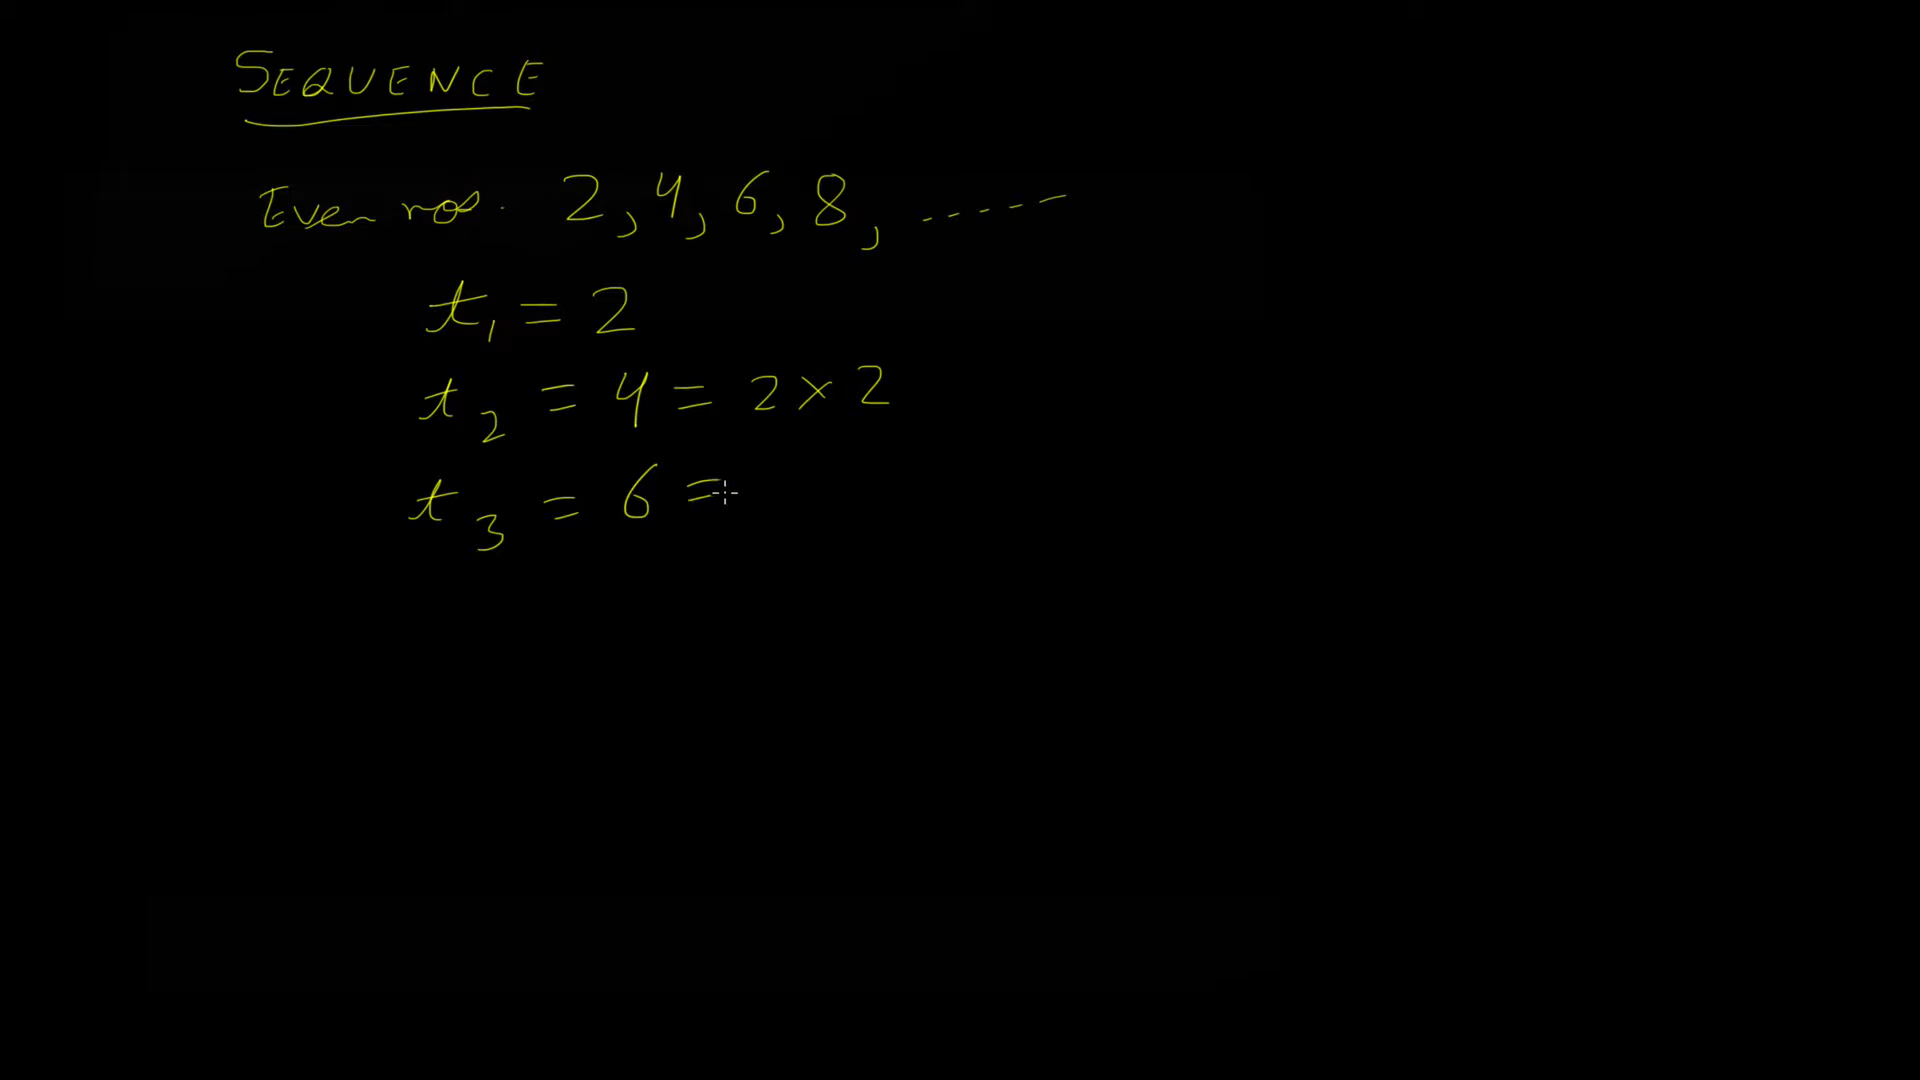 SEQUENCE
Even nos. 2, 4, 6, 8, ......
t₁ = 2
t₂ = 4 = 2 × 2
t₃ = 6 =